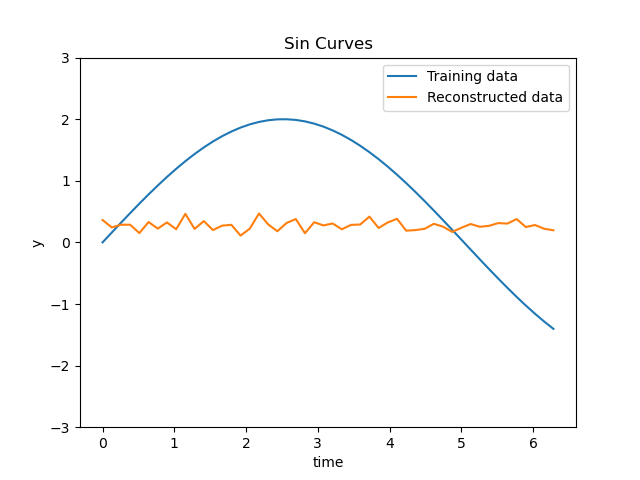 Sin Curves
Training data
Reconstructed data
3
2
1
0
−1
−2
−3
y
0 1 2 3 4 5 6
time